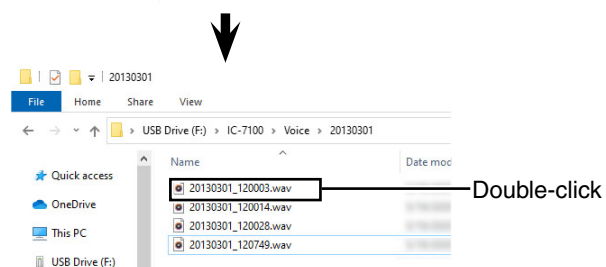 20130301
File Home Share View
USB Drive (F:) > IC-7100 > Voice > 20130301
Name Date mod
Quick access
20130301_120003.wav Double-click
OneDrive
20130301_120014.wav
20130301_120028.wav
This PC
20130301_120749.wav
USB Drive (F:)